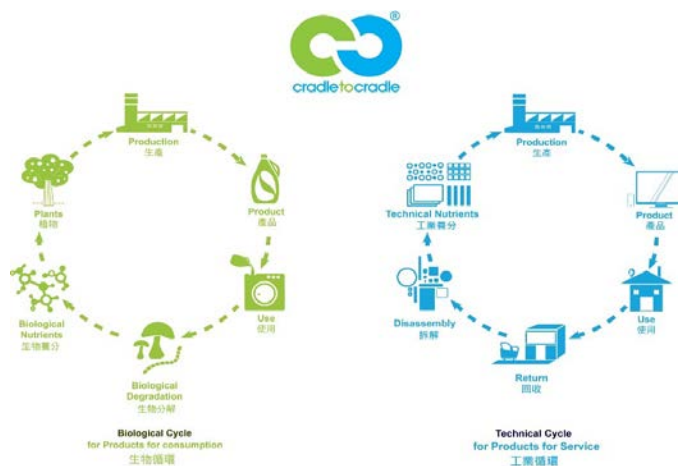 ®
cradletocradle
Production
生產
Product
產品
Use
使用
Biological
Degradation
生物分解
Biological
Nutrients
生物養分
Plants
植物
Biological Cycle
for Products for consumption
生物循環
Production
生產
Product
產品
Use
使用
Return
回收
Disassembly
拆解
Technical Nutrients
工業養分
Technical Cycle
for Products for Service
工業循環